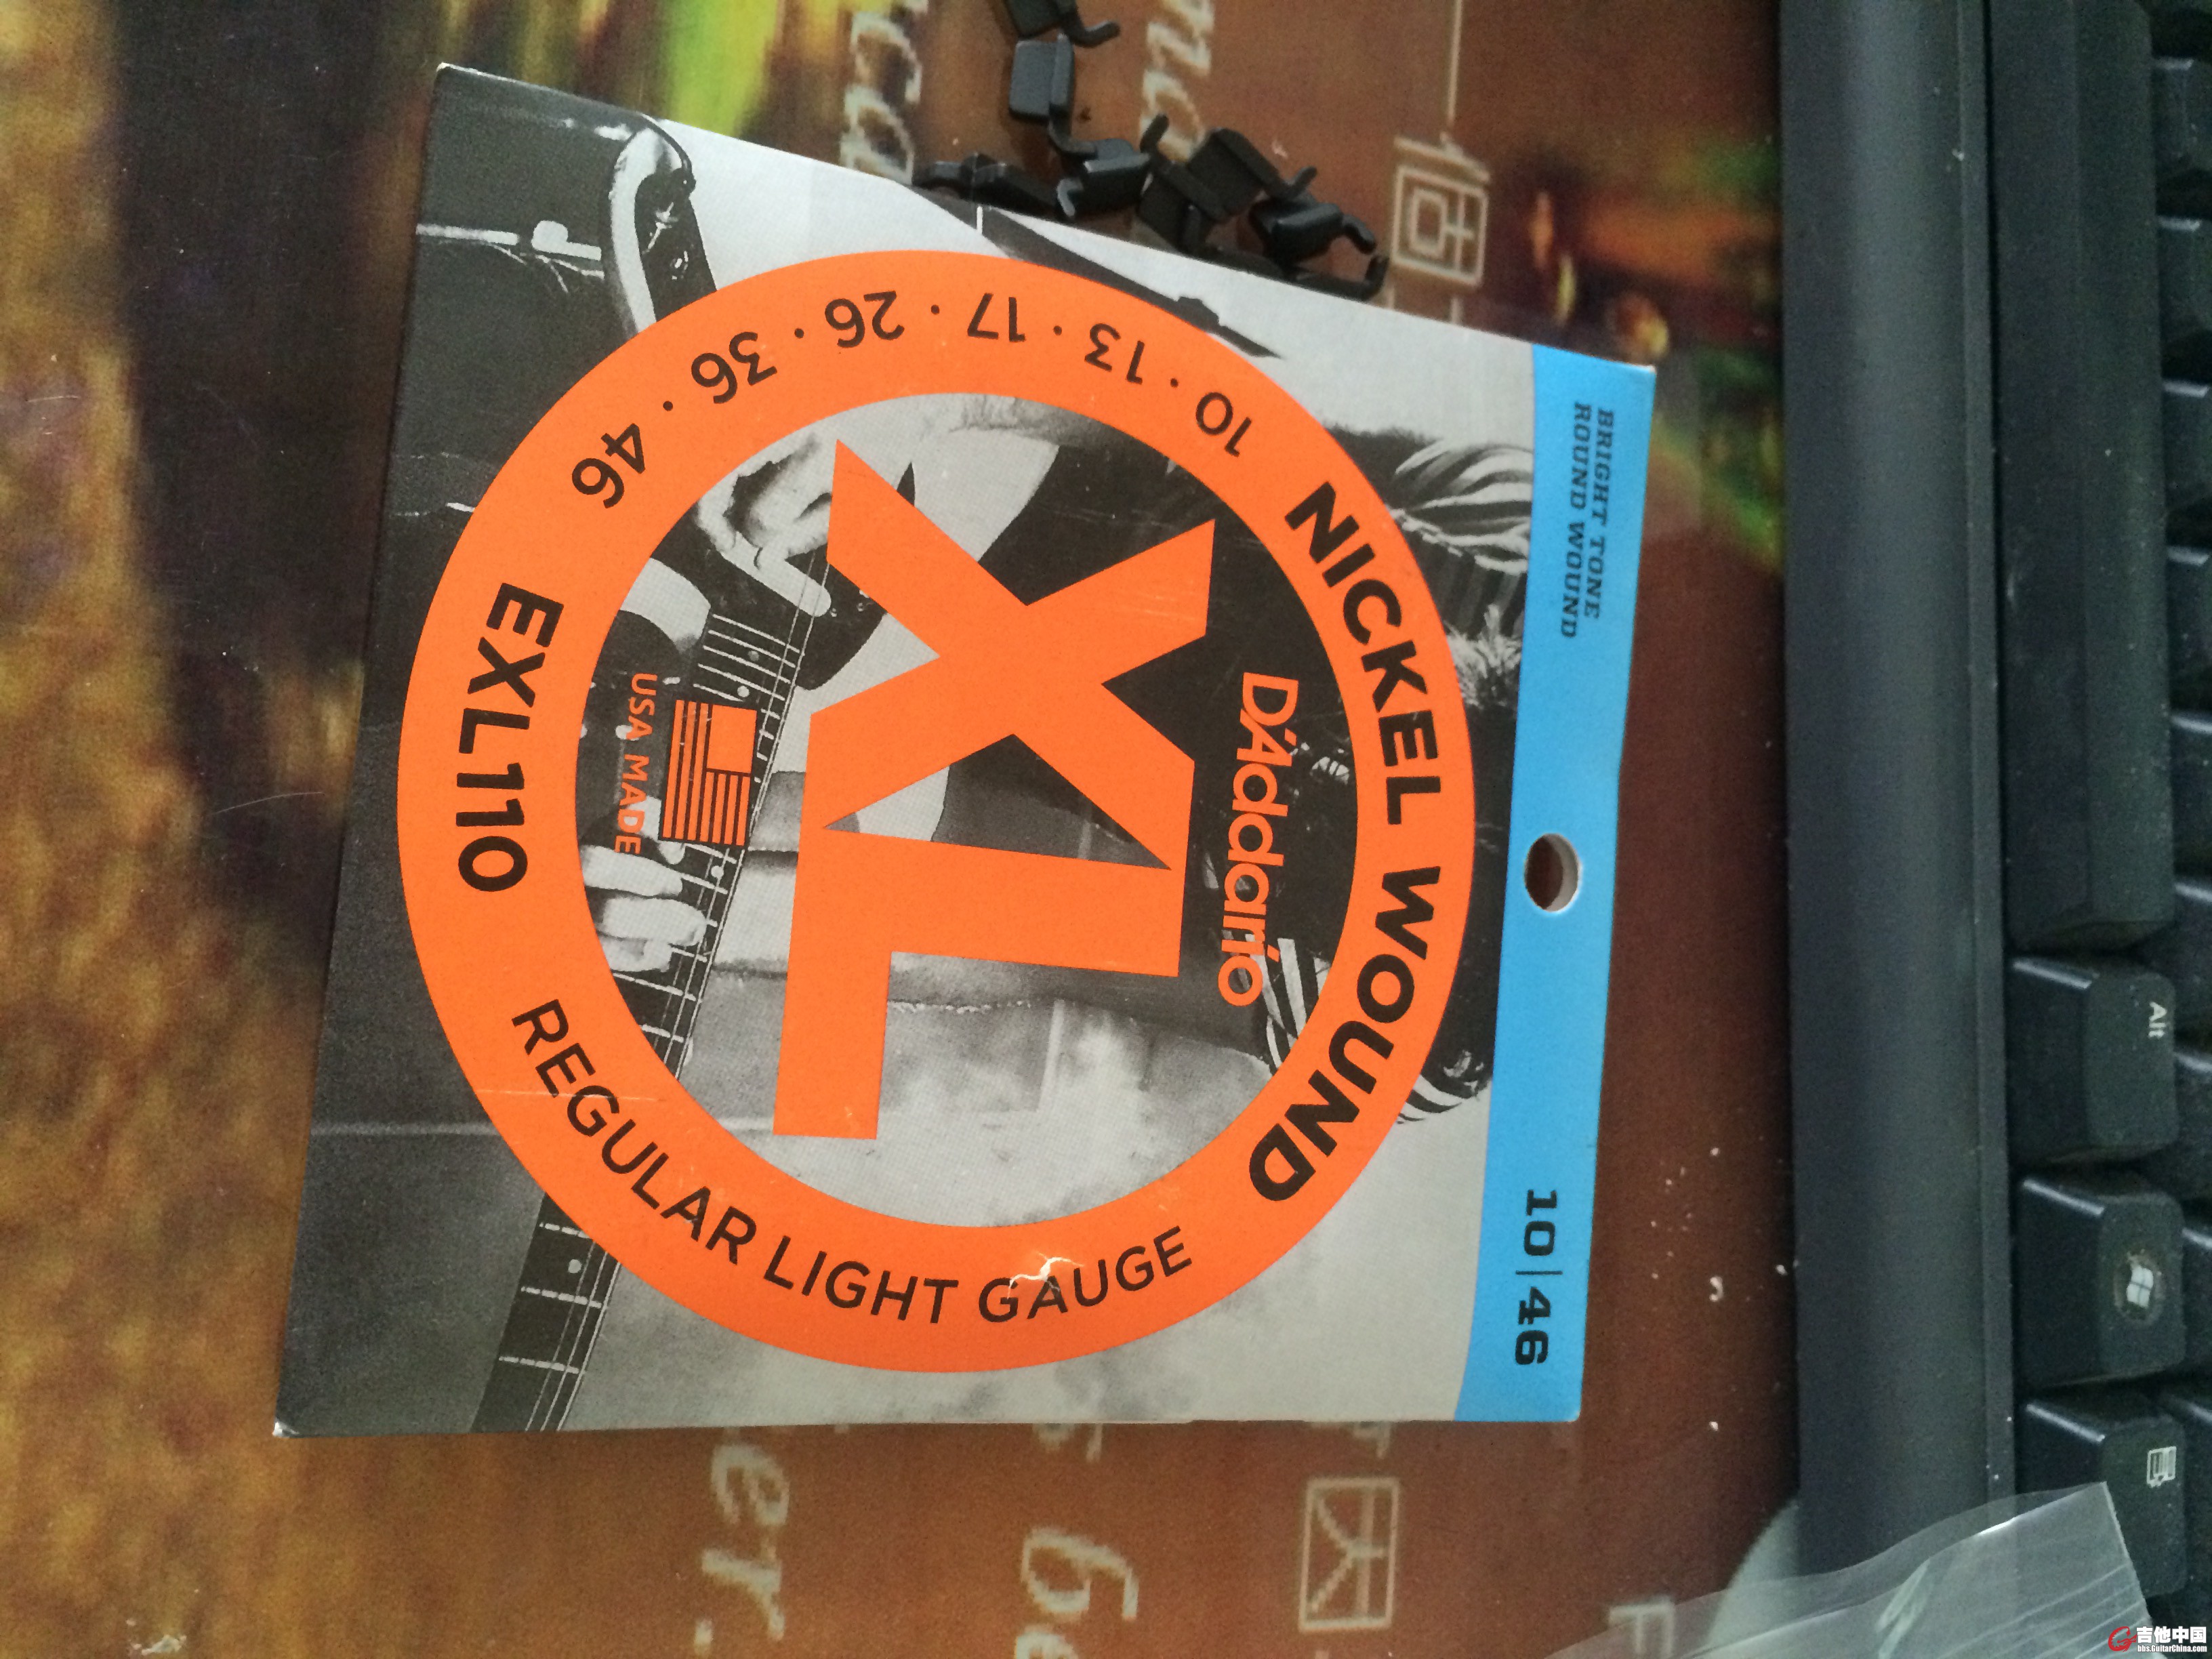 BRIGHT TONE
ROUND WOUND
10|46
NICKEL WOUND
10 · 13 · 17 · 26 · 36 · 46
D'Addario
XL
USA MADE
EXL110
REGULAR LIGHT GAUGE
Alt
er.
F
吉他中国
bbs.GuitarChina.com